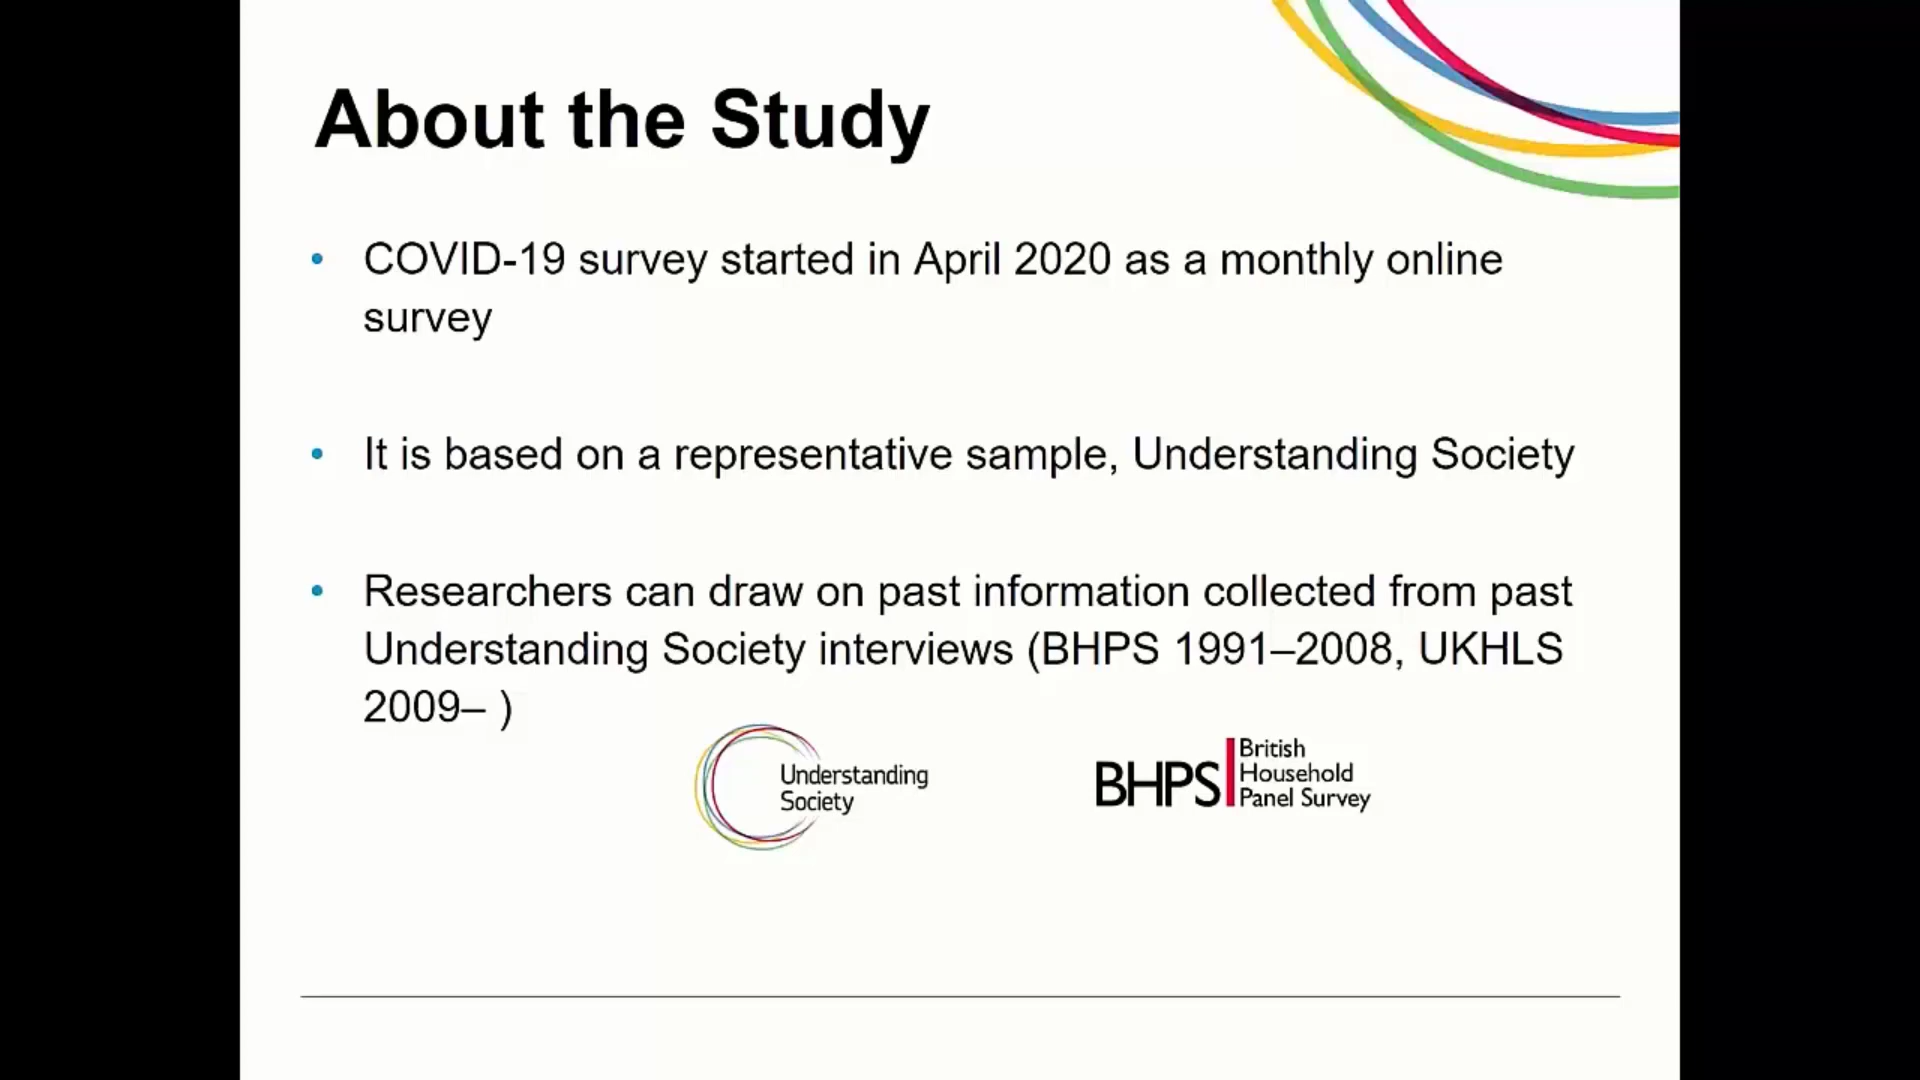 About the Study
• COVID-19 survey started in April 2020 as a monthly online
survey
• It is based on a representative sample, Understanding Society
• Researchers can draw on past information collected from past
Understanding Society interviews (BHPS 1991–2008, UKHLS
2009– )
Understanding
Society
BHPS
British
Household
Panel Survey